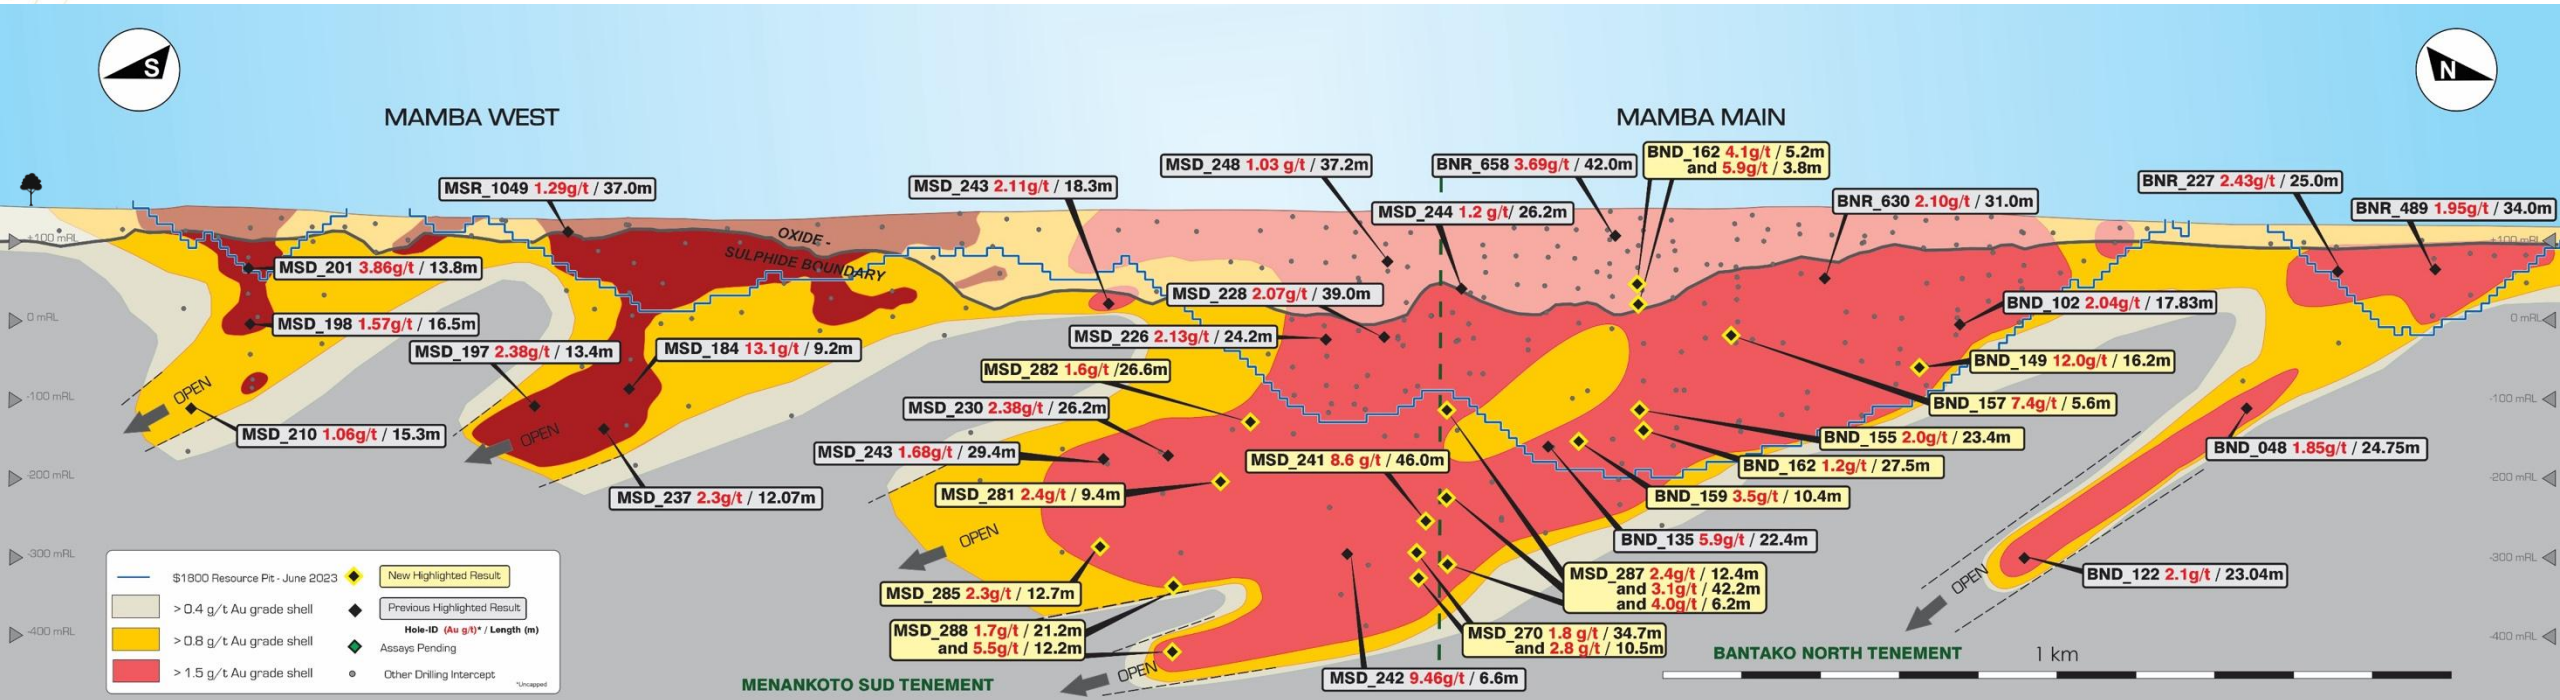 S
N
MAMBA WEST
MAMBA MAIN
MSR_1049 1.29g/t / 37.0m
MSD_243 2.11g/t / 18.3m
MSD_248 1.03 g/t / 37.2m
BNR_658 3.69g/t / 42.0m
BND_162 4.1g/t / 5.2m
and 5.9g/t / 3.8m
MSD_244 1.2 g/t/ 26.2m
BNR_630 2.10g/t / 31.0m
BNR_227 2.43g/t / 25.0m
BNR_489 1.95g/t / 34.0m
+100 mRL
OXIDE -
SULPHIDE BOUNDARY
+100 mRL
MSD_201 3.86g/t / 13.8m
MSD_228 2.07g/t / 39.0m
BND_102 2.04g/t / 17.83m
0 mRL
MSD_198 1.57g/t / 16.5m
0 mRL
MSD_226 2.13g/t / 24.2m
MSD_197 2.38g/t / 13.4m
MSD_184 13.1g/t / 9.2m
MSD_282 1.6g/t /26.6m
BND_149 12.0g/t / 16.2m
-100 mRL
OPEN
-100 mRL
BND_157 7.4g/t / 5.6m
MSD_230 2.38g/t / 26.2m
MSD_210 1.06g/t / 15.3m
OPEN
BND_155 2.0g/t / 23.4m
BND_048 1.85g/t / 24.75m
MSD_243 1.68g/t / 29.4m
MSD_241 8.6 g/t / 46.0m
BND_162 1.2g/t / 27.5m
-200 mRL
-200 mRL
MSD_237 2.3g/t / 12.07m
MSD_281 2.4g/t / 9.4m
BND_159 3.5g/t / 10.4m
OPEN
BND_135 5.9g/t / 22.4m
-300 mRL
-300 mRL
MSD_287 2.4g/t / 12.4m
and 3.1g/t / 42.2m
and 4.0g/t / 6.2m
OPEN
BND_122 2.1g/t / 23.04m
MSD_285 2.3g/t / 12.7m
-400 mRL
-400 mRL
MSD_288 1.7g/t / 21.2m
and 5.5g/t / 12.2m
MSD_270 1.8 g/t / 34.7m
and 2.8 g/t / 10.5m
OPEN
MSD_242 9.46g/t / 6.6m
MENANKOTO SUD TENEMENT
BANTAKO NORTH TENEMENT
1 km
$1800 Resource Pit - June 2023
> 0.4 g/t Au grade shell
> 0.8 g/t Au grade shell
> 1.5 g/t Au grade shell
New Highlighted Result
Previous Highlighted Result
Hole-ID (Au g/t)* / Length (m)
Assays Pending
Other Drilling Intercept
*Uncapped